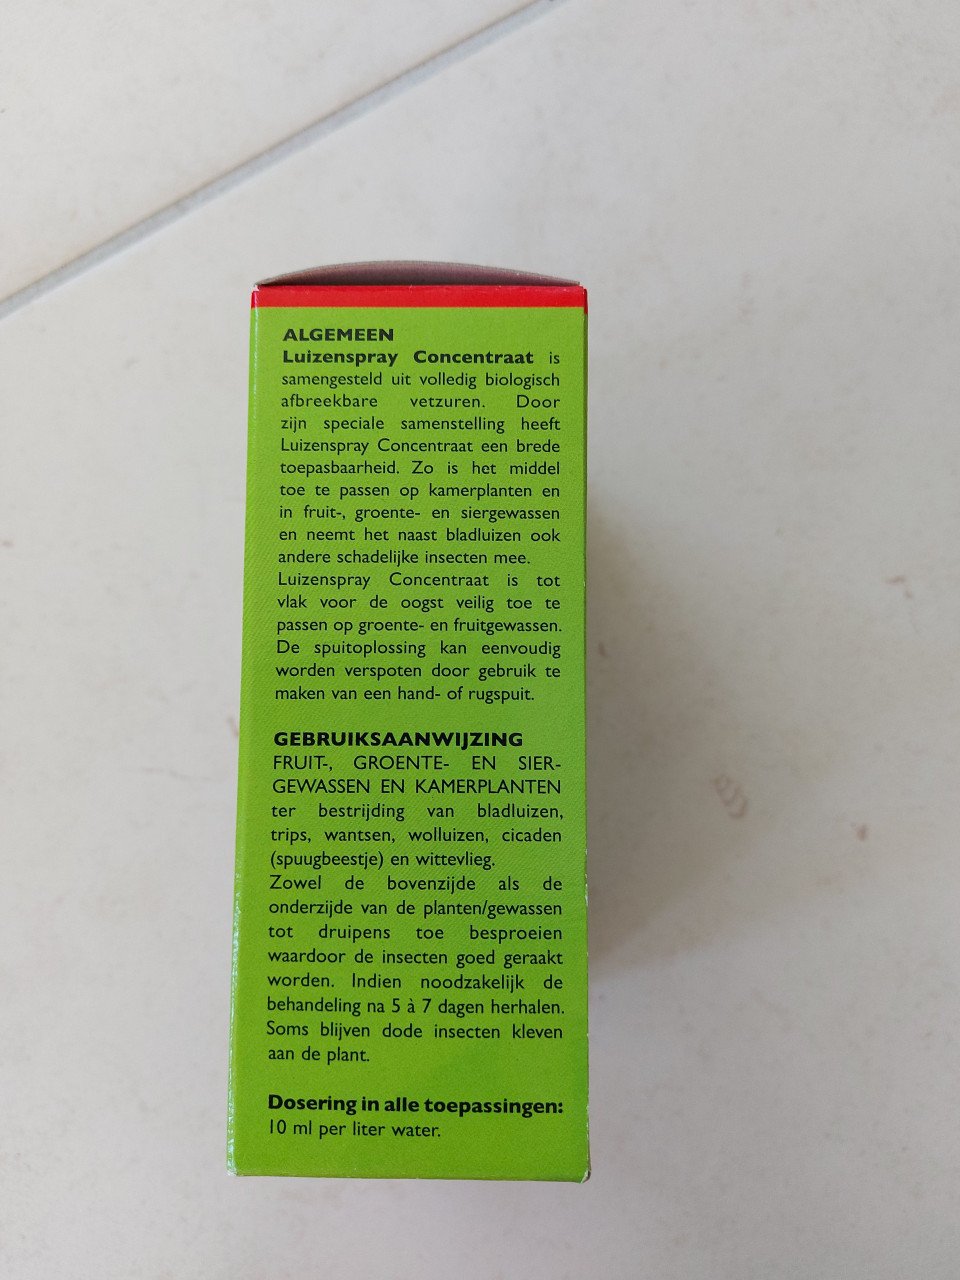 ALGEMEEN
Luizenspray Concentraat is
samengesteld uit volledig biologisch
afbreekbare vetzuren. Door
zijn speciale samenstelling heeft
Luizenspray Concentraat een brede
toepasbaarheid. Zo is het middel
toe te passen op kamerplanten en
in fruit-, groente- en siergewassen
en neemt het naast bladluizen ook
andere schadelijke insecten mee.
Luizenspray Concentraat is tot
vlak voor de oogst veilig toe te
passen op groente- en fruitgewassen.
De spuitoplossing kan eenvoudig
worden verspoten door gebruik te
maken van een hand- of rugspuit.
GEBRUIKSAANWIJZING
FRUIT-, GROENTE- EN SIER-
GEWASSEN EN KAMERPLANTEN
ter bestrijding van bladluizen,
trips, wantsen, wolluizen, cicaden
(spuugbeestje) en wittevlieg.
Zowel de bovenzijde als de
onderzijde van de planten/gewassen
tot druipens toe besproeien
waardoor de insecten goed geraakt
worden. Indien noodzakelijk de
behandeling na 5 à 7 dagen herhalen.
Soms blijven dode insecten kleven
aan de plant.
Dosering in alle toepassingen:
10 ml per liter water.